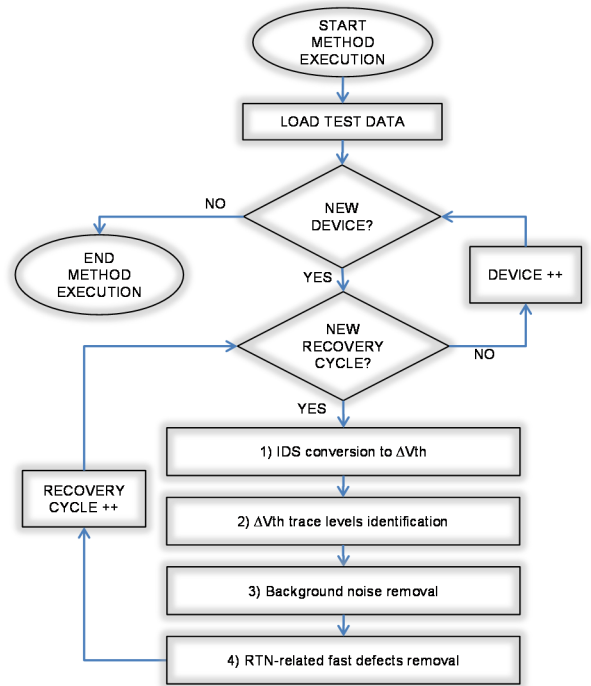 START
METHOD
EXECUTION
LOAD TEST DATA
NEW
DEVICE?
NO
END
METHOD
EXECUTION
YES
DEVICE ++
NEW
RECOVERY
CYCLE?
NO
YES
1) IDS conversion to ΔVth
RECOVERY
CYCLE ++
2) ΔVth trace levels identification
3) Background noise removal
4) RTN-related fast defects removal